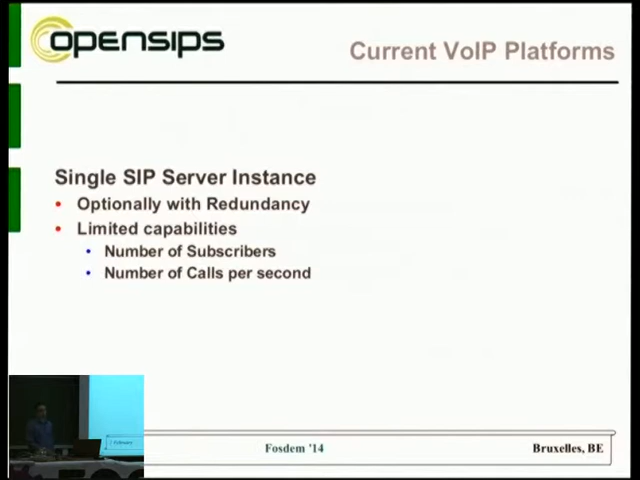 opensips
Current VoIP Platforms
Single SIP Server Instance
• Optionally with Redundancy
• Limited capabilities
• Number of Subscribers
• Number of Calls per second
Fosdem '14
Bruxelles, BE